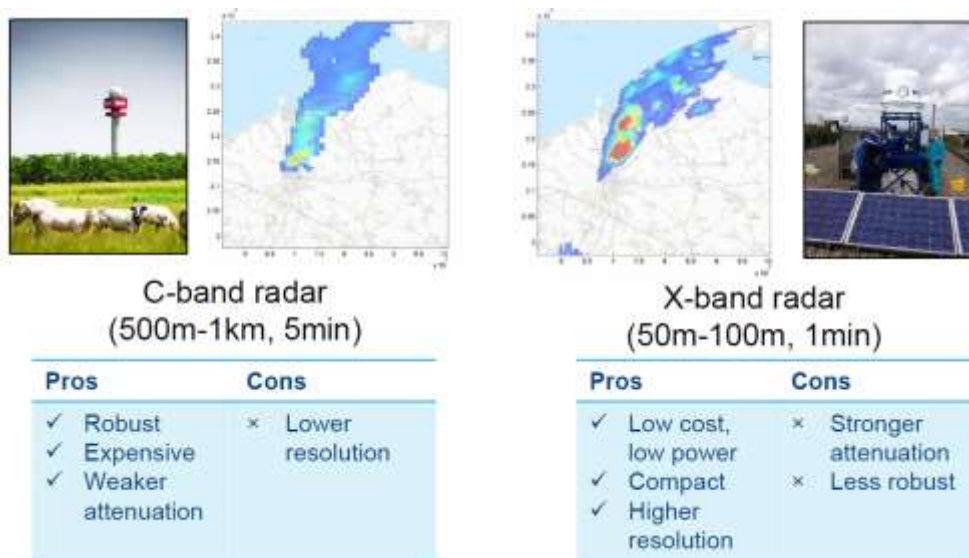 C-band radar
(500m-1km, 5min)
Pros
Cons
✓ Robust
✓ Expensive
✓ Weaker
attenuation
× Lower
resolution
X-band radar
(50m-100m, 1min)
Pros
Cons
✓ Low cost,
low power
✓ Compact
✓ Higher
resolution
× Stronger
attenuation
× Less robust